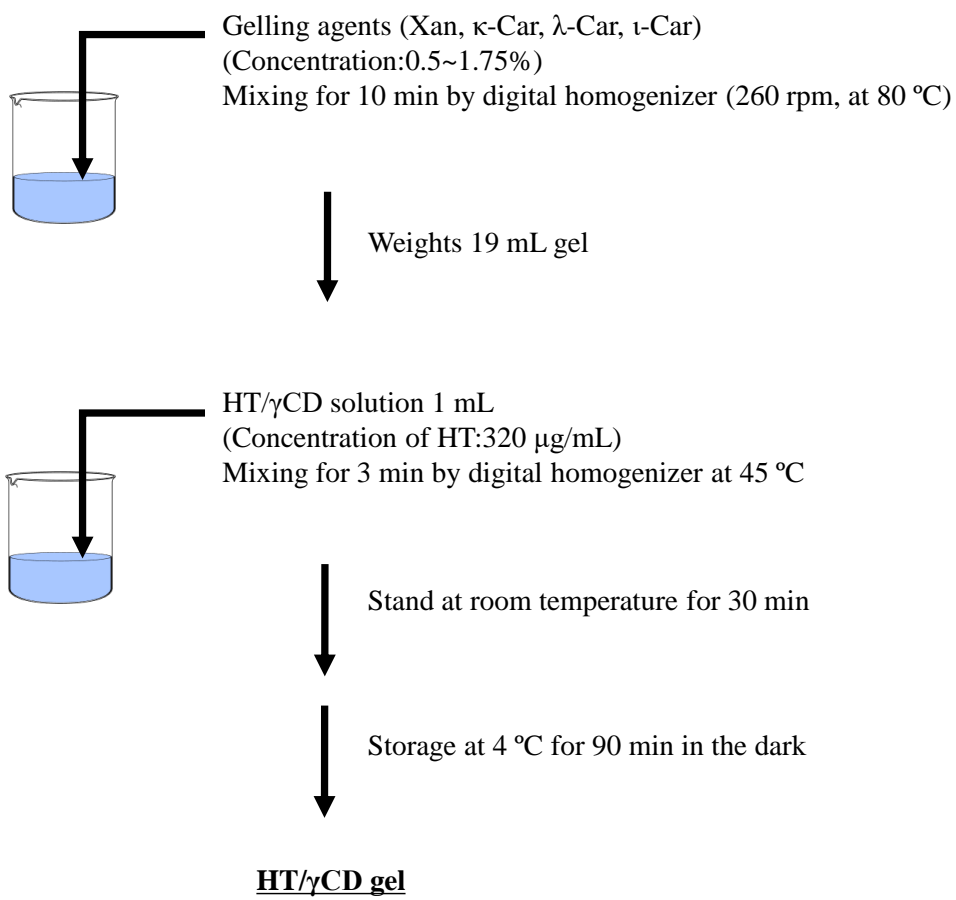 Gelling agents (Xan, κ-Car, λ-Car, ι-Car)
(Concentration:0.5~1.75%)
Mixing for 10 min by digital homogenizer (260 rpm, at 80 ºC)
Weights 19 mL gel
HT/γCD solution 1 mL
(Concentration of HT:320 μg/mL)
Mixing for 3 min by digital homogenizer at 45 ºC
Stand at room temperature for 30 min
Storage at 4 ºC for 90 min in the dark
HT/γCD gel